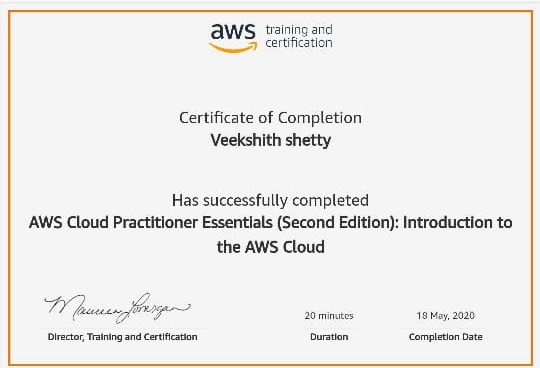 aws training and
certification
Certificate of Completion
Veekshith shetty
Has successfully completed
AWS Cloud Practitioner Essentials (Second Edition): Introduction to
the AWS Cloud
Maureen Lonergan
20 minutes
18 May, 2020
Director, Training and Certification
Duration
Completion Date